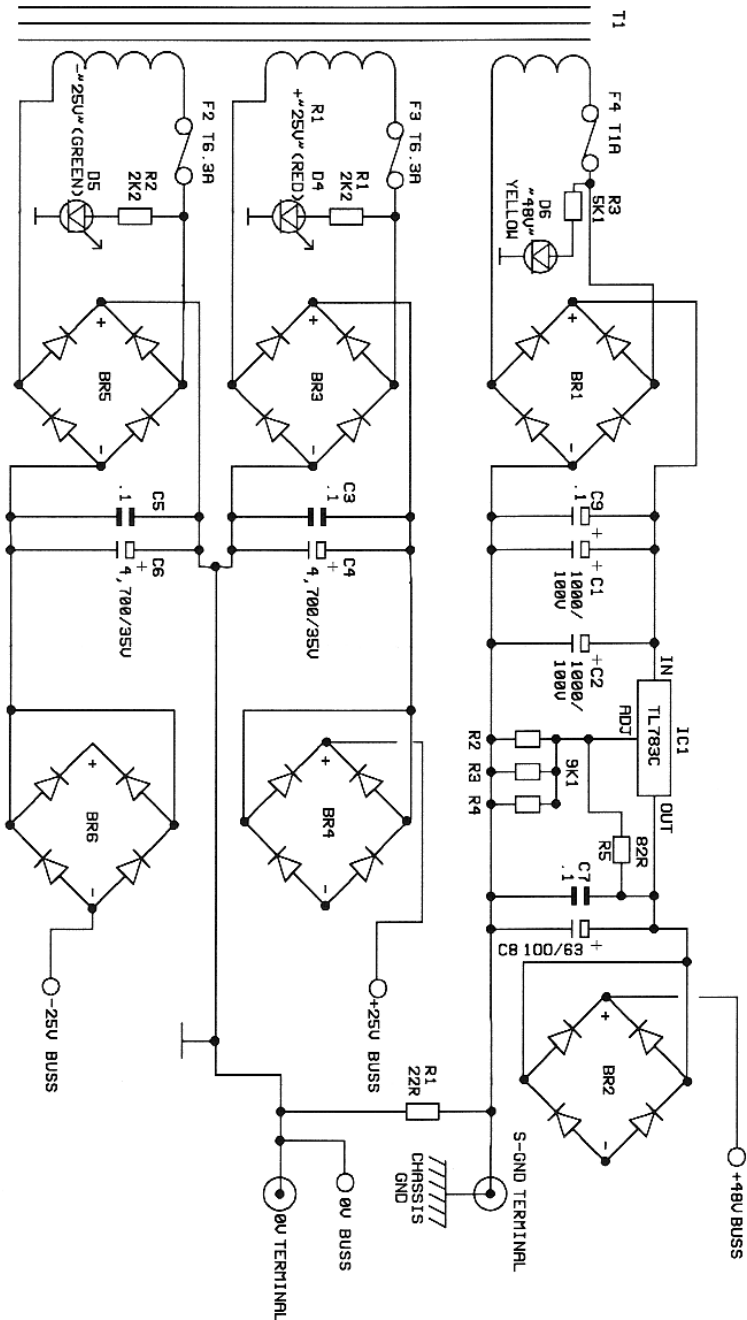 T1
F4 T1A
R3
5K1
D6
"48V"
YELLOW
BR1
+
-
C9
.1
+
+ C1
1000/
100V
+C2
1000/
100V
IN
IC1
TL783C
ADJ
OUT
R2
R3
R4
9K1
82R
R5
C7
.1
C8 100/63
+
+
BR2
-
+48V BUSS
S-GND TERMINAL
CHASSIS
GND
R1
22R
F3 T6.3A
R1
2K2
R1
D4
+"25V"(RED)
+
BR3
-
C3
.1
C4
+
4,700/35V
+
BR4
-
+25V BUSS
0V BUSS
0V TERMINAL
F2 T6.3A
R2
2K2
D5
-"25V"(GREEN)
+
BR5
-
C5
.1
C6
+
4,700/35V
+
BR6
-
-25V BUSS